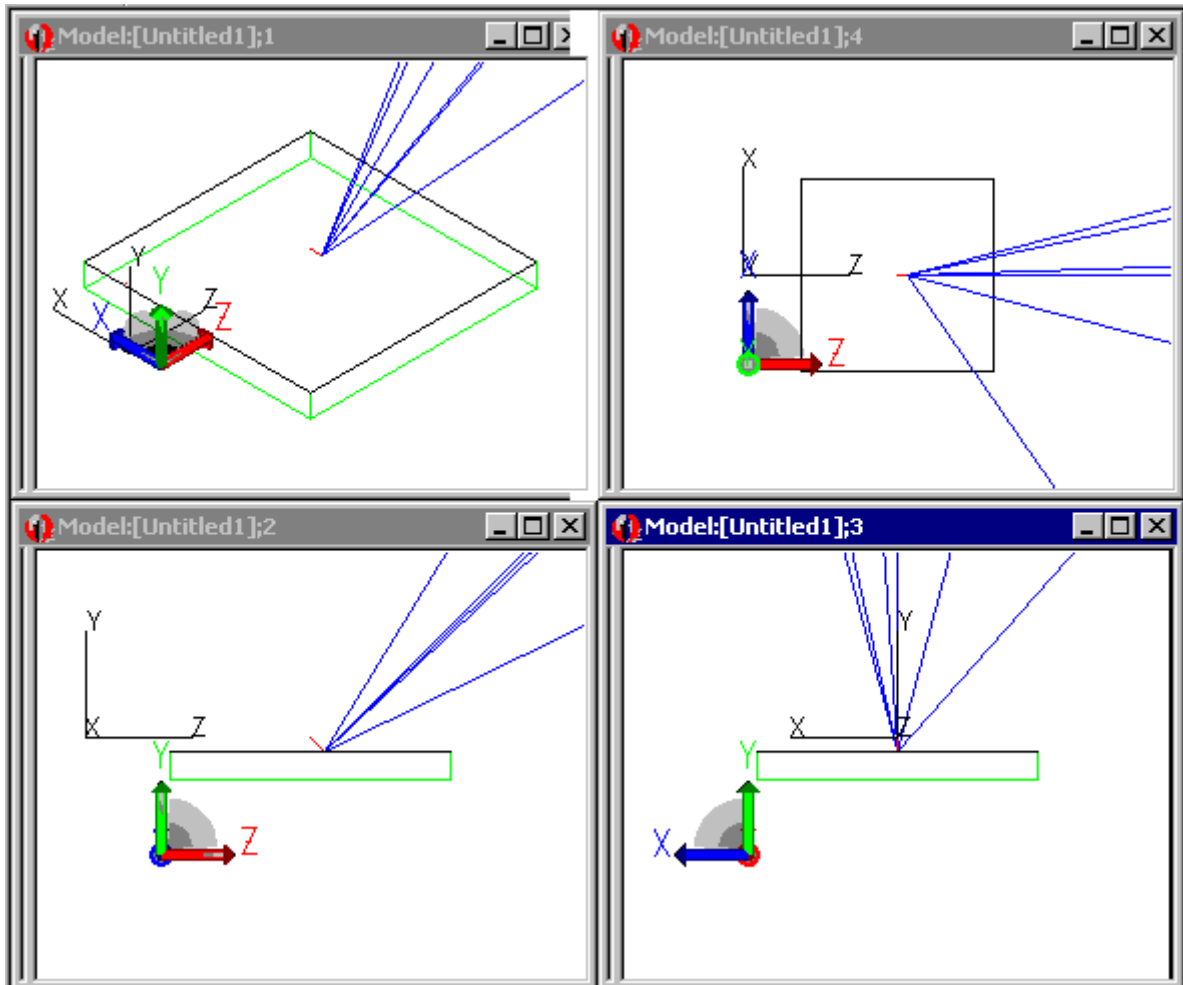 Model:[Untitled1];1
Y
Y
X
X
Z
Z
Model:[Untitled1];4
X
Z
Z
Model:[Untitled1];2
Y
X
Z
Y
Z
Model:[Untitled1];3
Y
X
Z
Y
X